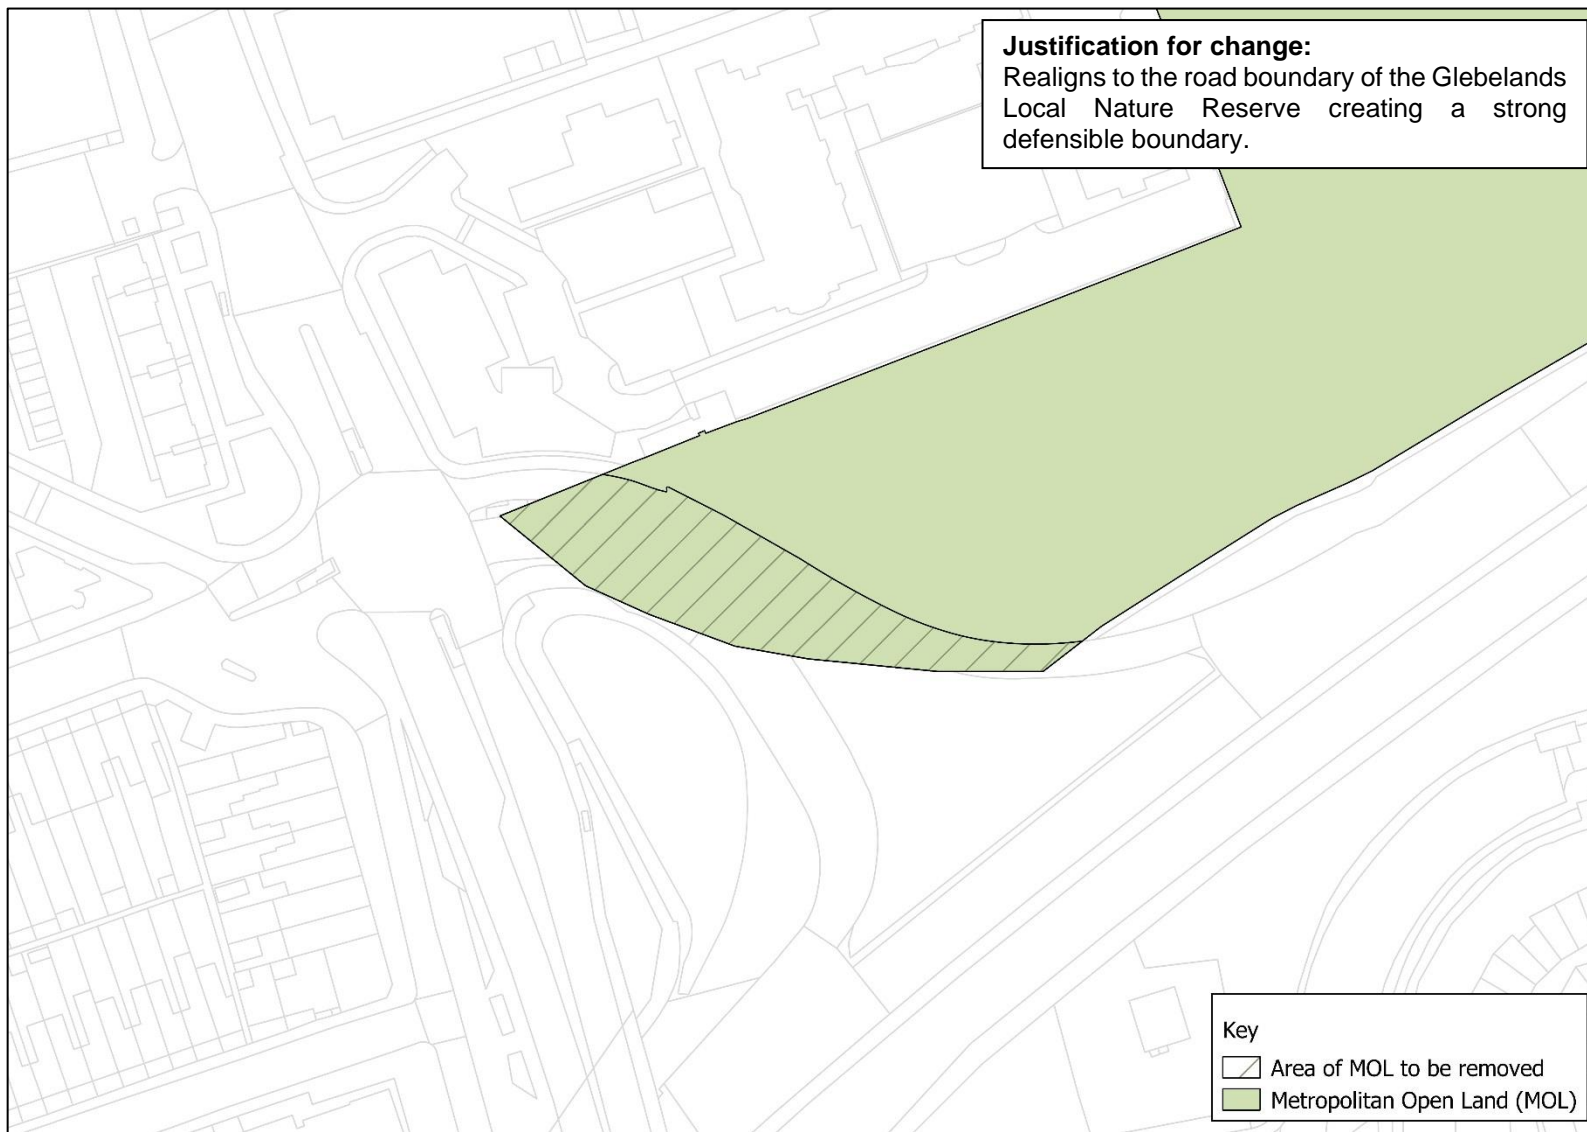 Justification for change:
Realigns to the road boundary of the Glebelands
Local Nature Reserve creating a strong
defensible boundary.
Key
Area of MOL to be removed
Metropolitan Open Land (MOL)